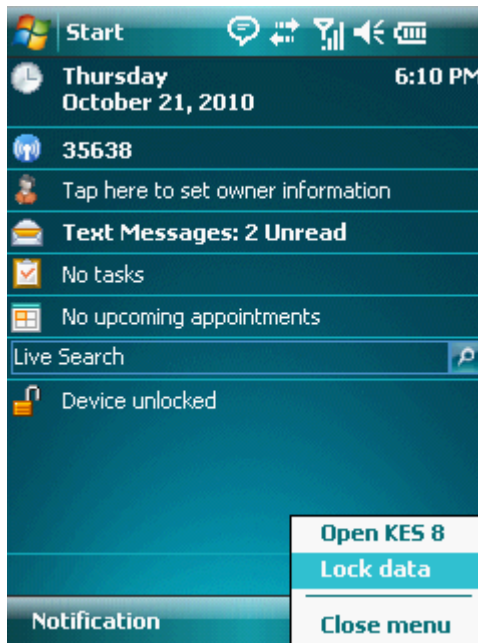 Start
Thursday 6:10 PM
October 21, 2010
35638
Tap here to set owner information
Text Messages: 2 Unread
No tasks
No upcoming appointments
Live Search
Device unlocked
Open KES 8
Lock data
Close menu
Notification